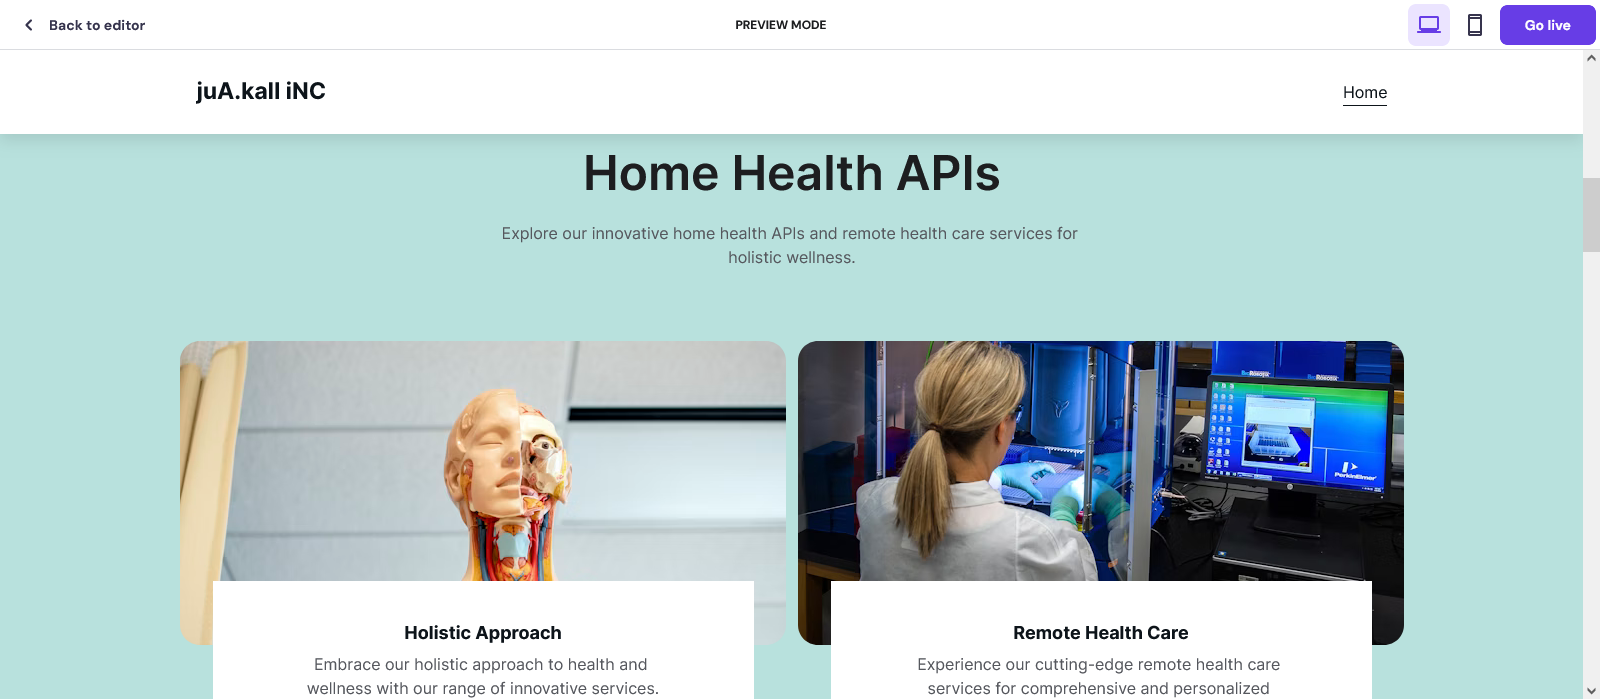 Back to editor
PREVIEW MODE
Go live
juA.kall iNC
Home
Home Health APIs
Explore our innovative home health APIs and remote health care services for
holistic wellness.
PerkinElmer
Holistic Approach
Embrace our holistic approach to health and
wellness with our range of innovative services.
Remote Health Care
Experience our cutting-edge remote health care
services for comprehensive and personalized